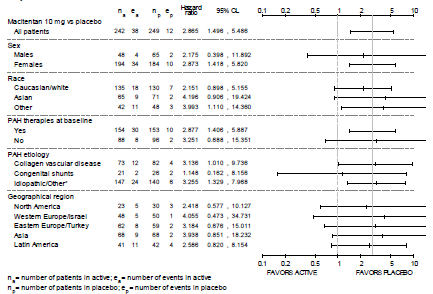 Macitentan 10 mg vs placebo n_a e_a n_p e_p Hazard ratio 95% CL 0.1 0.2 0.5 1 2 5 10
All patients 242 38 249 12 2.865 1.496 , 5.486
Sex
Males 48 4 65 2 2.175 0.398 , 11.892
Females 194 34 184 10 2.873 1.418 , 5.820
Race
Caucasian/white 135 18 130 7 2.151 0.898 , 5.155
Asian 65 9 71 2 4.196 0.906 , 19.424
Other 42 11 48 3 3.993 1.110 , 14.360
PAH therapies at baseline
Yes 154 30 153 10 2.877 1.406 , 5.887
No 88 8 96 2 3.251 0.688 , 15.351
PAH etiology
Collagen vascular disease 73 12 82 4 3.136 1.010 , 9.736
Congenital shunts 21 2 26 2 1.148 0.162 , 8.156
Idiopathic/Other* 147 24 140 6 3.255 1.329 , 7.968
Geographical region
North America 23 5 30 3 2.418 0.577 , 10.127
Western Europe/Israel 48 5 50 1 4.055 0.473 , 34.731
Eastern Europe/Turkey 62 8 59 2 3.184 0.676 , 15.011
Asia 68 9 68 2 3.938 0.851 , 18.232
Latin America 41 11 42 4 2.586 0.820 , 8.154
0.1 0.2 0.5 1 2 5 10
FAVORS ACTIVE FAVORS PLACEBO
n_a = number of patients in active; e_a = number of events in active
n_p = number of patients in placebo; e_p = number of events in placebo